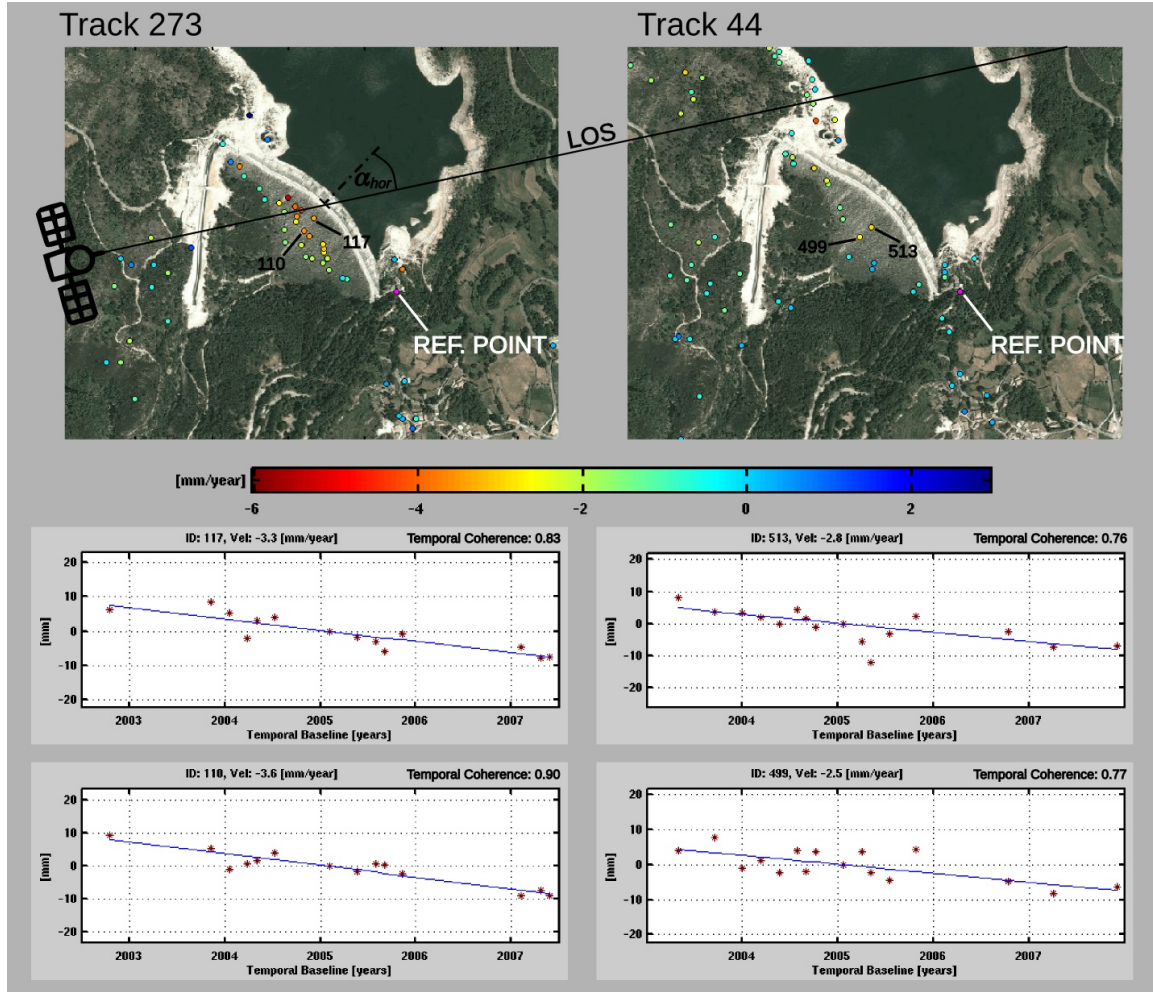 Track 273
Track 44
LOS
αhor
117
110
499
513
REF. POINT
REF. POINT
[mm/year]
-6
-4
-2
0
2
ID: 117, Vel: -3.3 [mm/year]
Temporal Coherence: 0.83
20
10
0
-10
-20
[mm]
2003
2004
2005
2006
2007
Temporal Baseline [years]
ID: 513, Vel: -2.8 [mm/year]
Temporal Coherence: 0.76
20
10
0
-10
-20
[mm]
2004
2005
2006
2007
Temporal Baseline [years]
ID: 110, Vel: -3.6 [mm/year]
Temporal Coherence: 0.90
20
10
0
-10
-20
[mm]
2003
2004
2005
2006
2007
Temporal Baseline [years]
ID: 499, Vel: -2.5 [mm/year]
Temporal Coherence: 0.77
20
10
0
-10
-20
[mm]
2004
2005
2006
2007
Temporal Baseline [years]